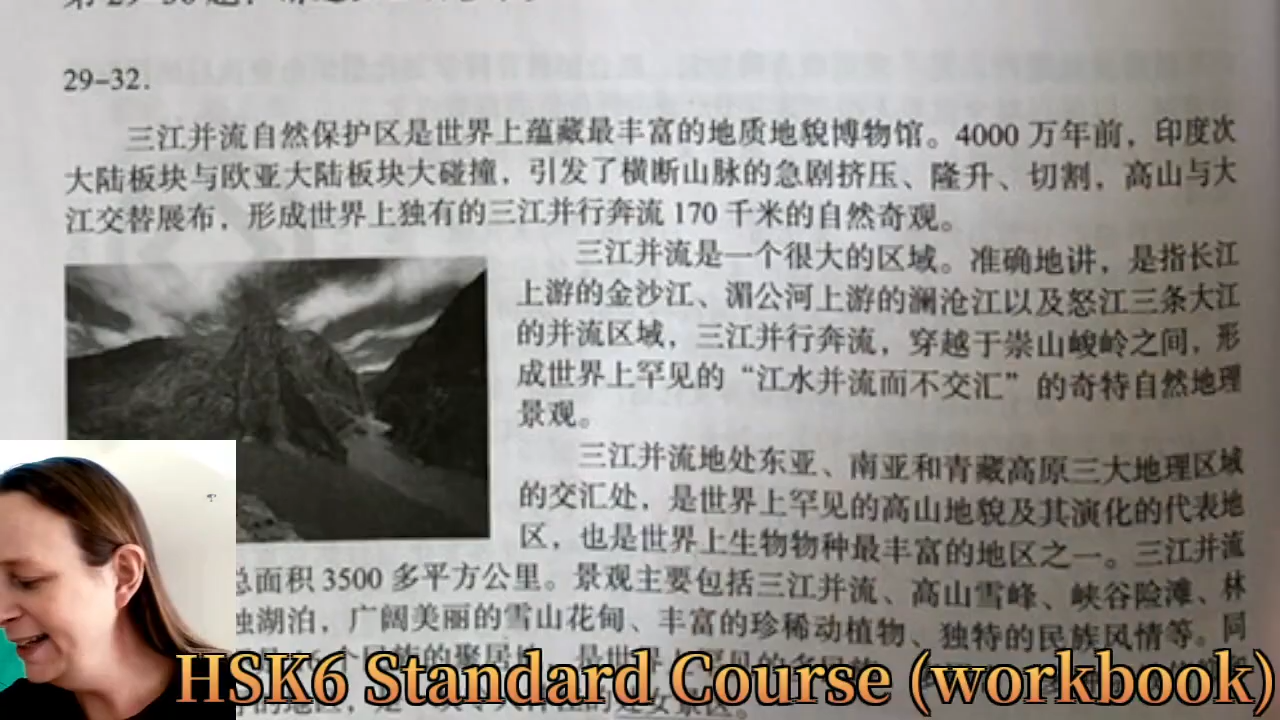 29–32.
三江并流自然保护区是世界上蕴藏最丰富的地质地貌博物馆。4000 万年前，印度次
大陆板块与欧亚大陆板块大碰撞，引发了横断山脉的急剧挤压、隆升、切割，高山与大
江交替展布，形成世界上独有的三江并行奔流 170 千米的自然奇观。
三江并流是一个很大的区域。准确地讲，是指长江
上游的金沙江、湄公河上游的澜沧江以及怒江三条大江
的并流区域，三江并行奔流，穿越于崇山峻岭之间，形
成世界上罕见的“江水并流而不交汇”的奇特自然地理
景观。
三江并流地处东亚、南亚和青藏高原三大地理区域
的交汇处，是世界上罕见的高山地貌及其演化的代表地
区，也是世界上生物物种最丰富的地区之一。三江并流
总面积 3500 多平方公里。景观主要包括三江并流、高山雪峰、峡谷险滩、林
湖泊，广阔美丽的雪山花甸、丰富的珍稀动植物、独特的民族风情等。同
个民族的聚居
HSK6 Standard Course (workbook)